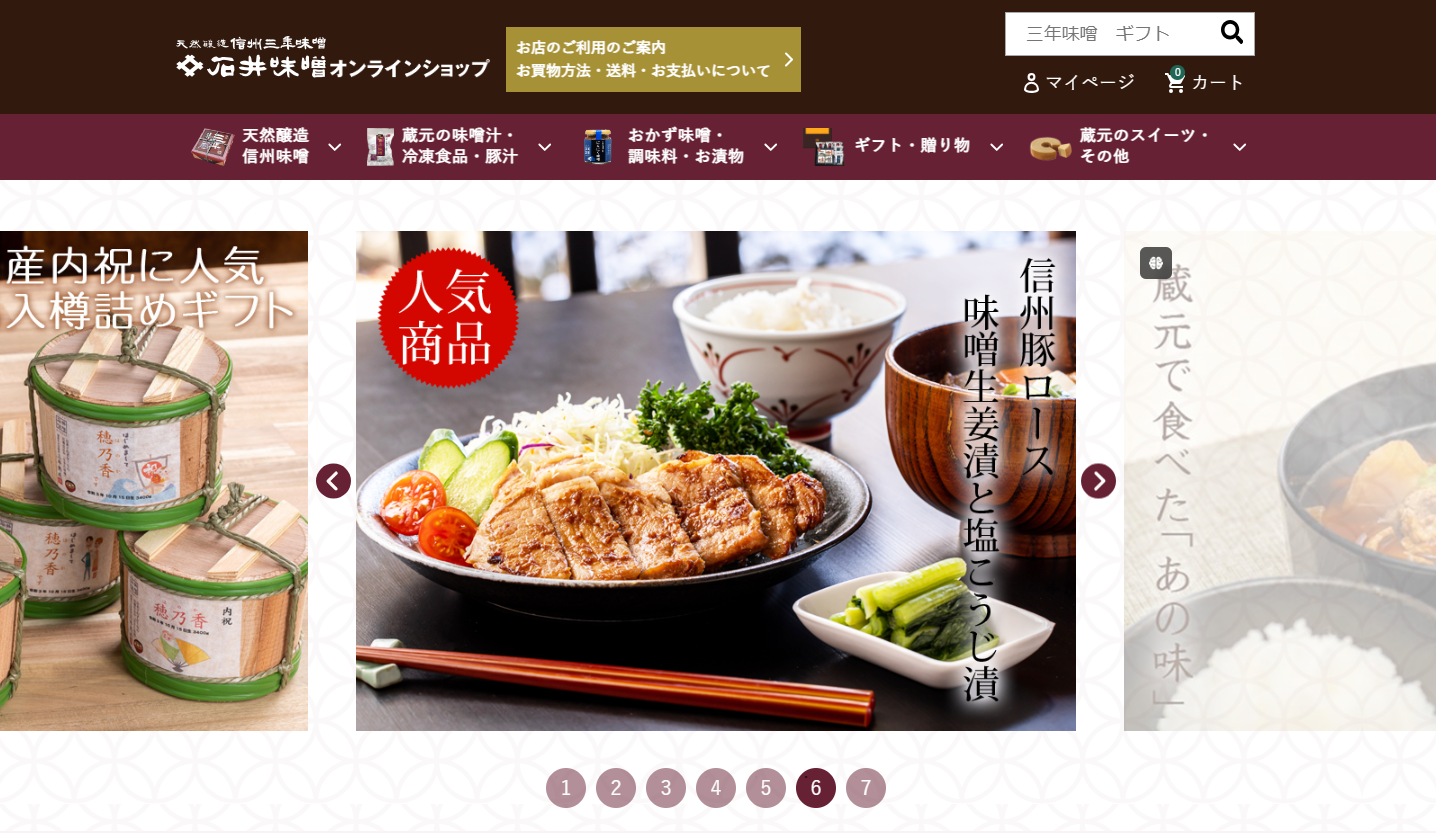 天然醸造信州三年味噌
石井味噌オンラインショップ
お店のご利用のご案内
お買物方法・送料・お支払いについて
三年味噌　ギフト
マイページ
0
カート
天然醸造
信州味噌
蔵元の味噌汁・
冷凍食品・豚汁
おかず味噌・
調味料・お漬物
ギフト・贈り物
蔵元のスイーツ・
その他
産内祝に人気
入樽詰めギフト
穂乃香
穂乃香
穂乃香
内祝
人気
商品
信州豚ロース
味噌生姜漬と塩こうじ漬
蔵元で食べた「あの味」
1
2
3
4
5
6
7